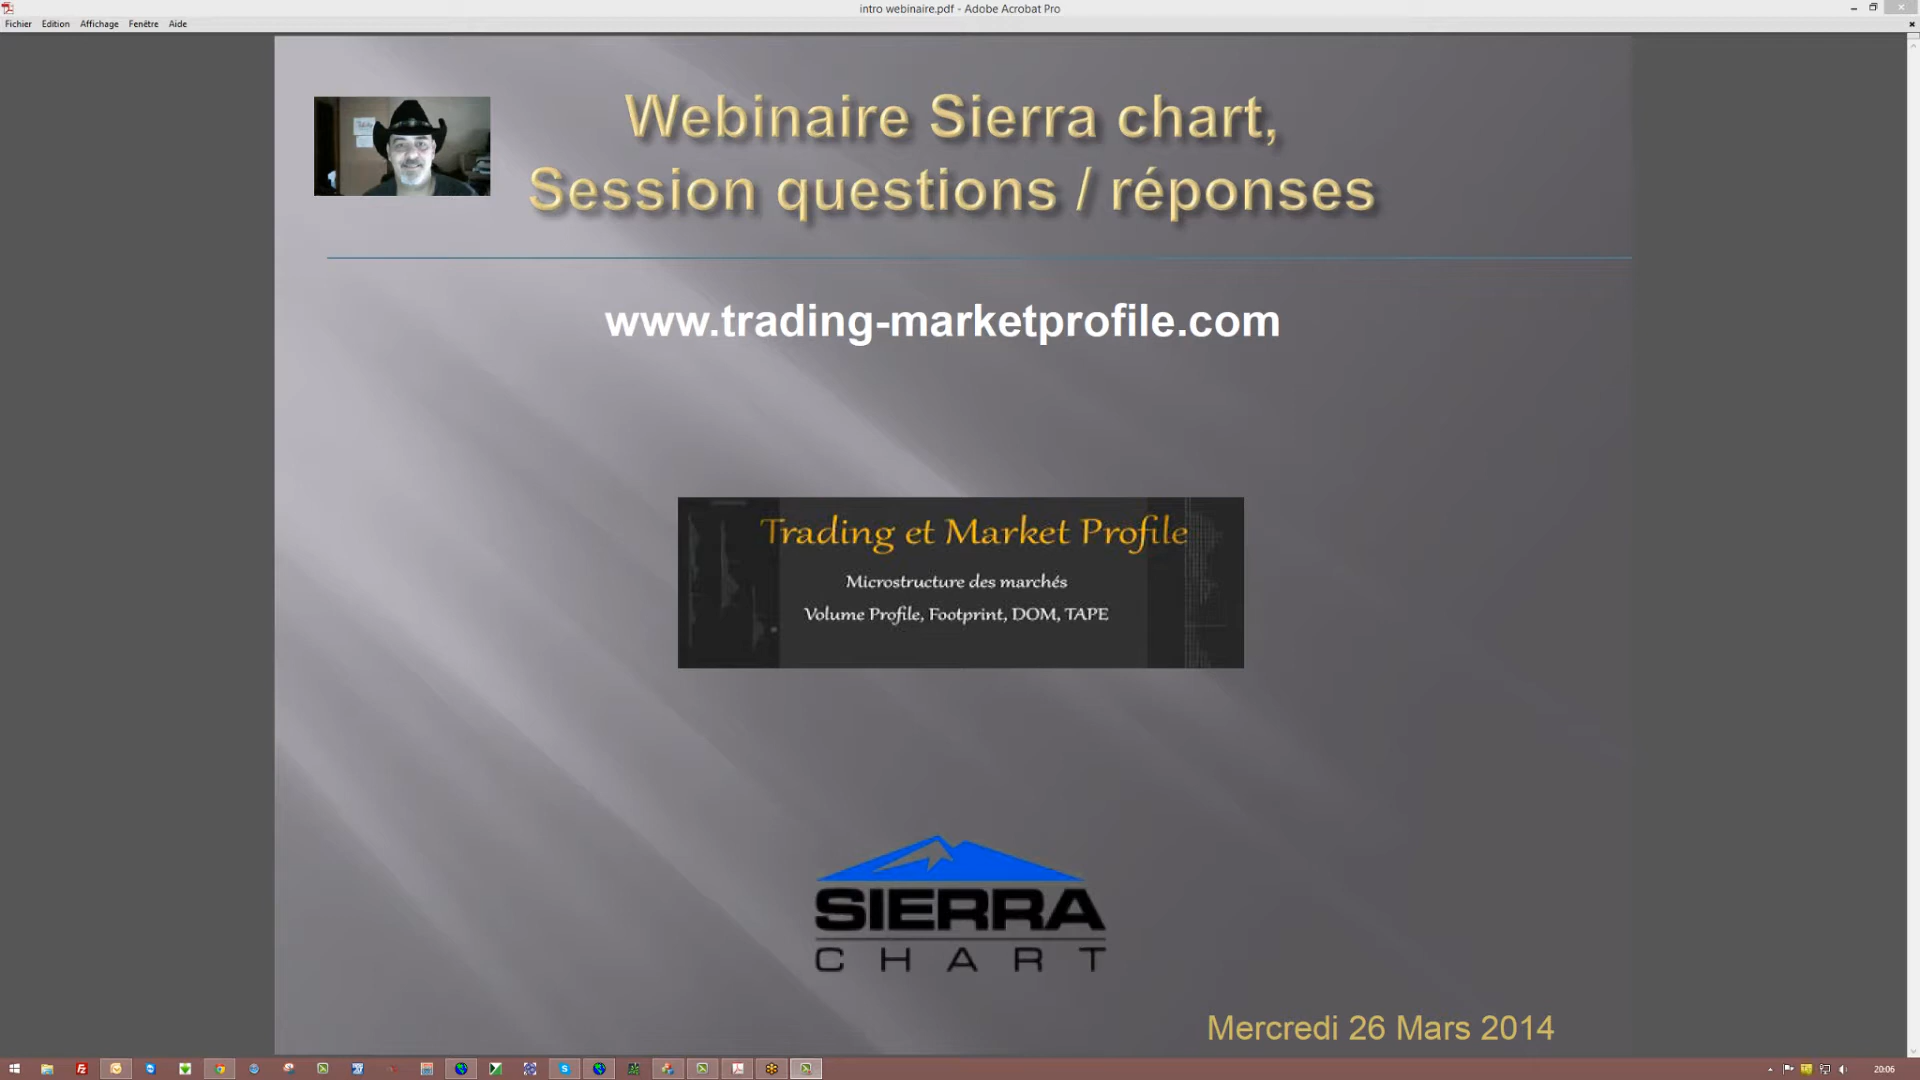 intro webinaire.pdf - Adobe Acrobat Pro
Fichier Edition Affichage Fenêtre Aide
Webinaire Sierra chart,
Session questions / réponses
www.trading-marketprofile.com
Trading et Market Profile
Microstructure des marchés
Volume Profile, Footprint, DOM, TAPE
SIERRA
CHART
Mercredi 26 Mars 2014
20:06